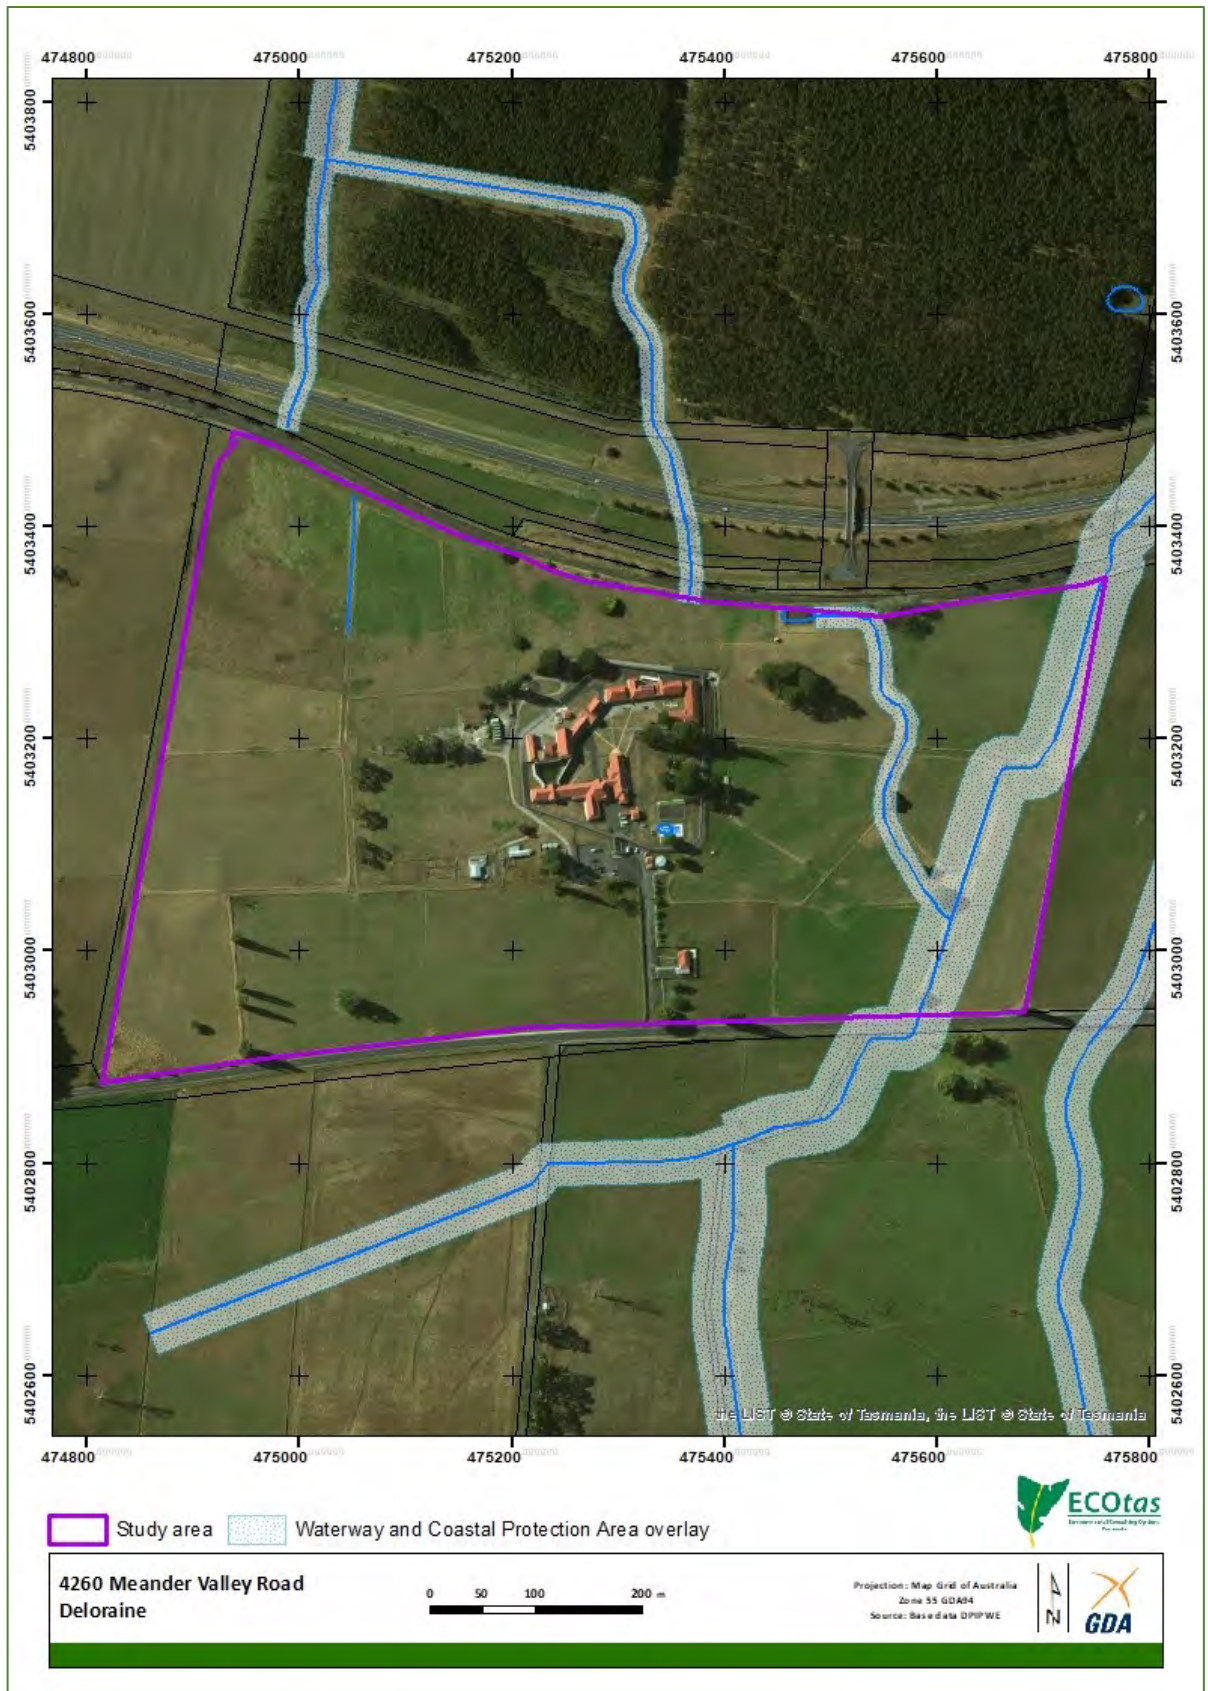 474800 475000 475200 475400 475600 475800
5403800 5403800
5403600 5403600
5403400 5403400
5403200 5403200
5403000 5403000
5402800 5402800
5402600 5402600
the LIST © State of Tasmania, the LIST © State of Tasmania
474800 475000 475200 475400 475600 475800
ECOtas
Study area Waterway and Coastal Protection Area overlay
4260 Meander Valley Road
Deloraine
0 50 100 200 m
Projection: Map Grid of Australia
Zone 55 GDA94
Source: Base data DPIPWE
N
GDA